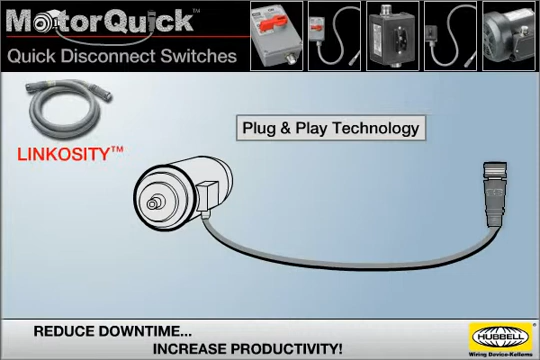 MotorQuick™
Quick Disconnect Switches
LINKOSITY™
Plug & Play Technology
REDUCE DOWNTIME...
INCREASE PRODUCTIVITY!
HUBBELL®
Wiring Device-Kellems